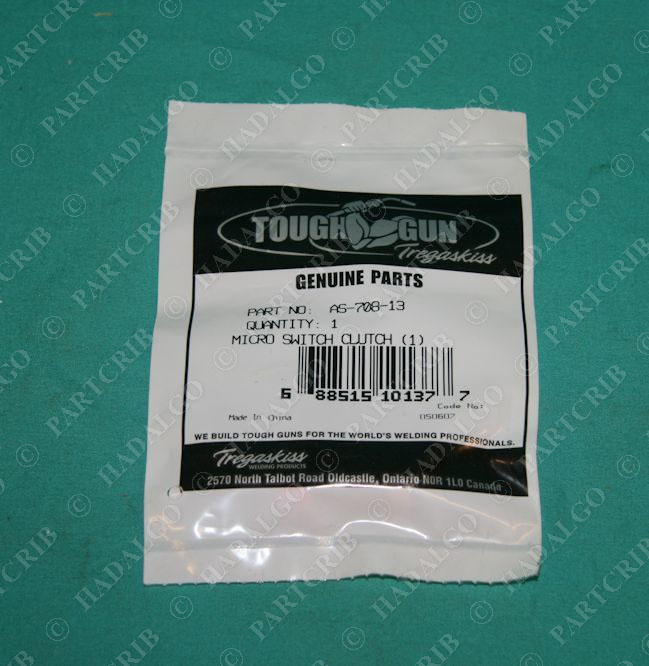 TOUGH GUN
Tregaskiss
GENUINE PARTS
PART NO: AS-708-13
QUANTITY: 1
MICRO SWITCH CLUTCH (1)
6 88515 10137 7
Code No:
Made In China 050607
WE BUILD TOUGH GUNS FOR THE WORLD'S WELDING PROFESSIONALS.
Tregaskiss
WELDING PRODUCTS
2570 North Talbot Road Oldcastle, Ontario N0R 1L0 Canada
© HADALGO
© PARTCRIB